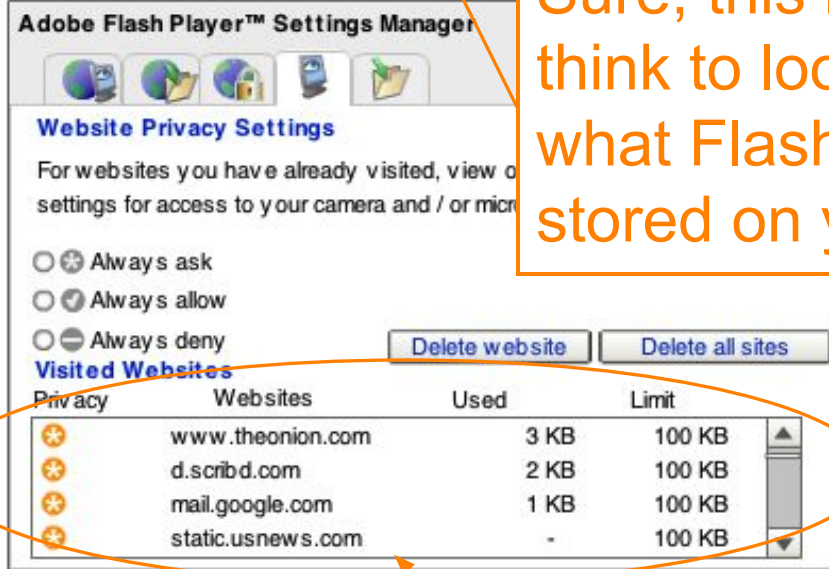 Adobe Flash Player™ Settings Manager
Sure, this
think to
what Flash
stored on
Website Privacy Settings
For websites you have already visited, view
settings for access to your camera and / or
Always ask
Always allow
Always deny
Delete website
Delete all sites
Visited Websites
Privacy Websites Used Limit
www.theonion.com 3 KB 100 KB
d.scribd.com 2 KB 100 KB
mail.google.com 1 KB 100 KB
static.usnews.com - 100 KB